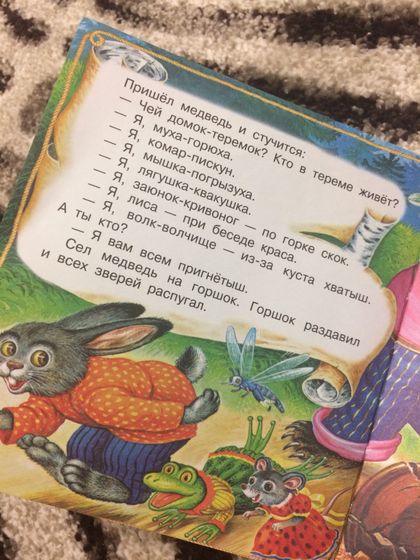 Пришёл медведь и стучится:
— Чей домок-теремок? Кто в тереме живёт?
— Я, муха-горюха.
— Я, комар-пискун.
— Я, мышка-погрызуха.
— Я, лягушка-квакушка.
— Я, заюнок-кривоног — по горке скок.
— Я, лиса — при беседе краса.
— Я, волк-волчище — из-за куста хватыш.
А ты кто?
— Я вам всем пригнётыш.
Сел медведь на горшок. Горшок раздавил
и всех зверей распугал.